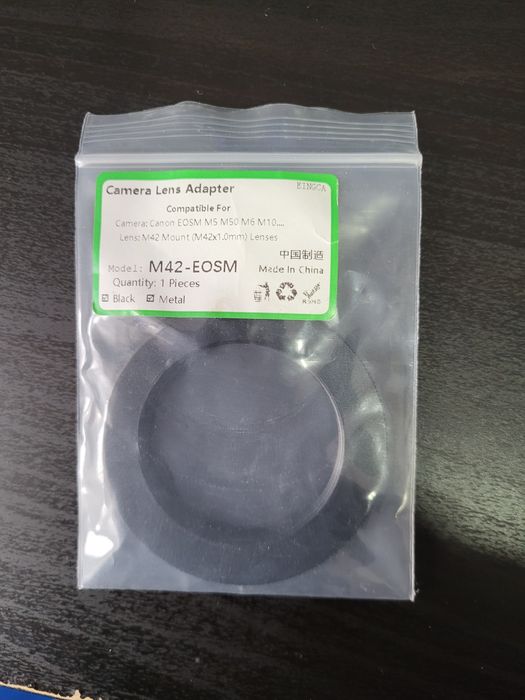 Camera Lens Adapter
EINGCA
Compatible For
Camera: Canon EOSM M5 M50 M6 M10....
Lens: M42 Mount (M42x1.0mm) Lenses
中国制造
Model: M42-EOSM
Made In China
Quantity: 1 Pieces
Black Metal